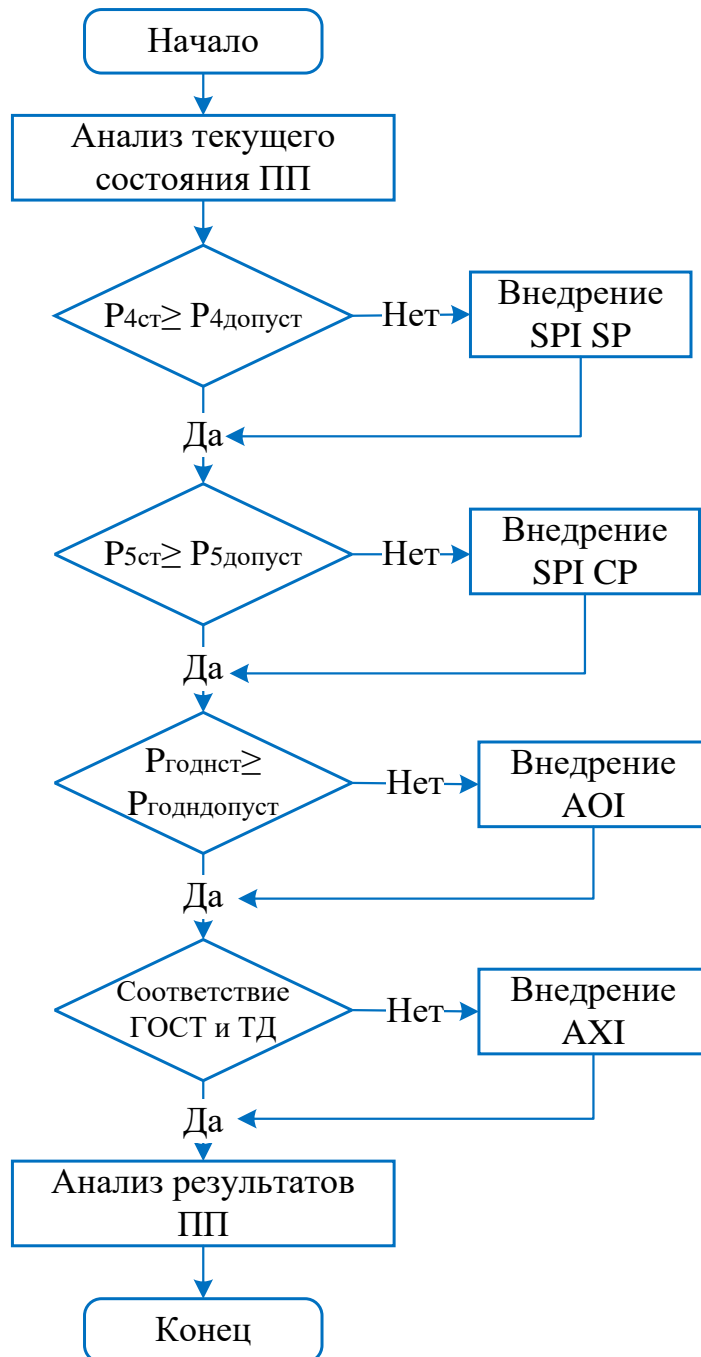 Начало
Анализ текущего
состояния ПП
P4ст≥ P4допуст
Нет
Внедрение
SPI SP
Да
P5ст≥ P5допуст
Нет
Внедрение
SPI CP
Да
Pгоднст≥
Pгодндопуст
Нет
Внедрение
AOI
Да
Соответствие
ГОСТ и ТД
Нет
Внедрение
AXI
Да
Анализ результатов
ПП
Конец